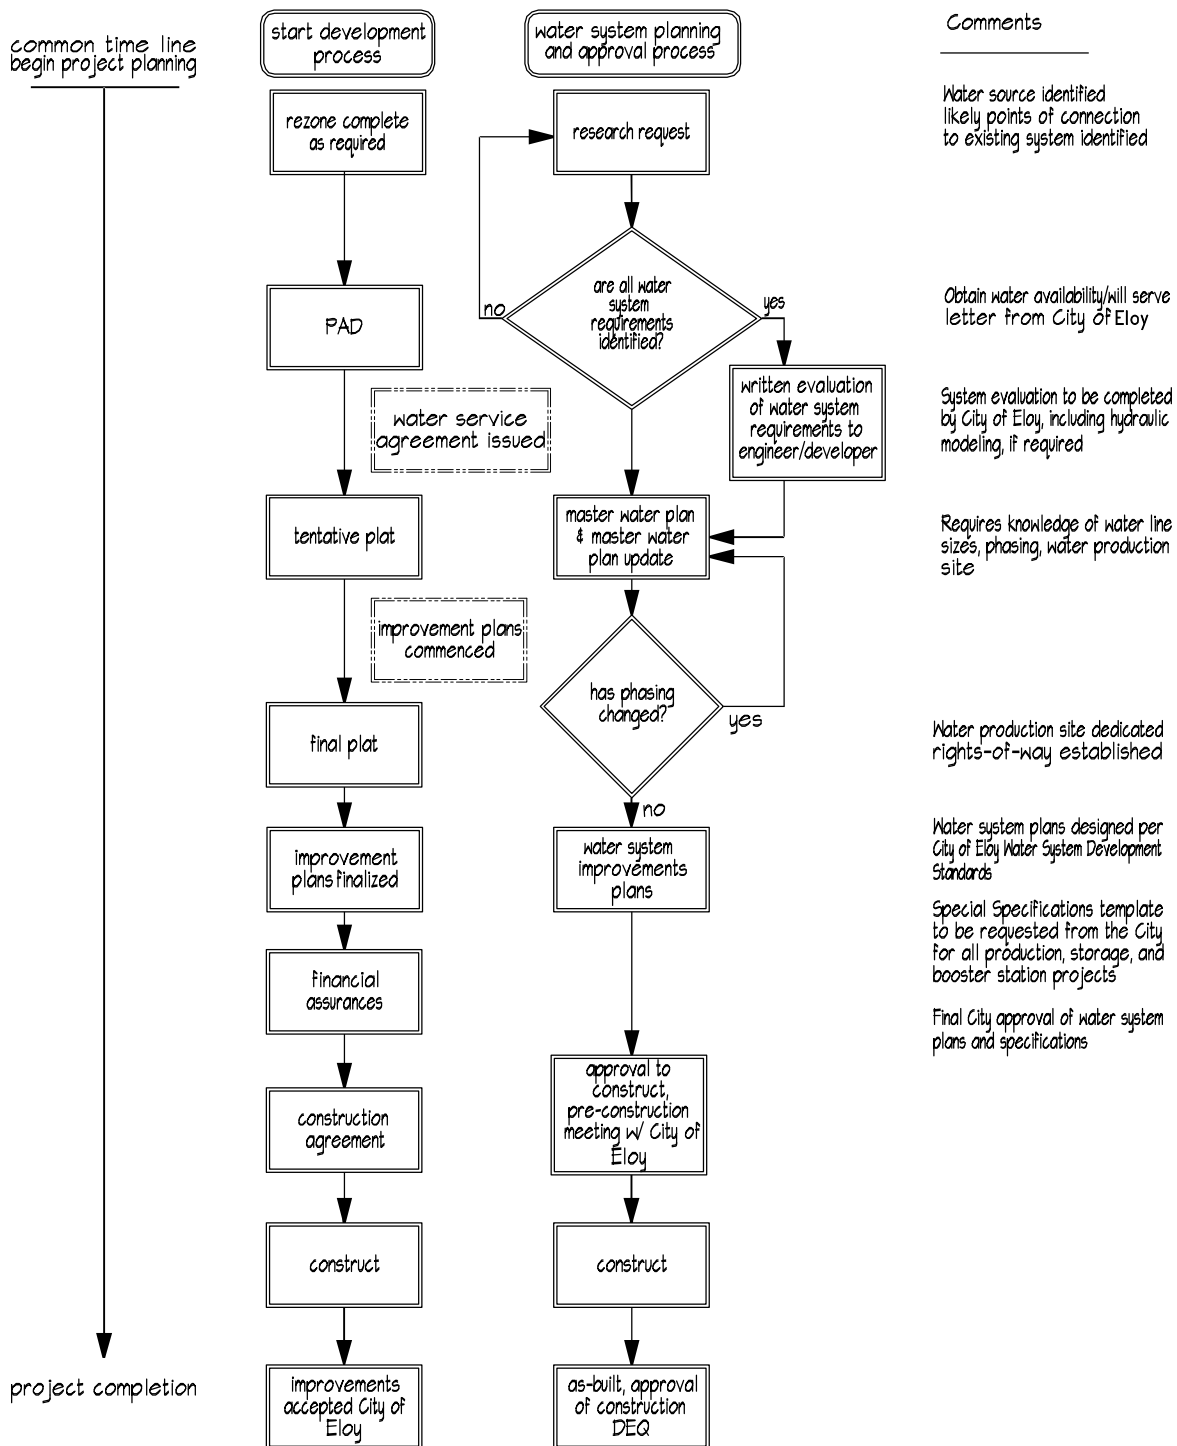 common time line
begin project planning
project completion
start development
process
rezone complete
as required
PAD
water service
agreement issued
tentative plat
improvement plans
commenced
final plat
improvement
plans finalized
financial
assurances
construction
agreement
construct
improvements
accepted City of
Eloy
water system planning
and approval process
research request
are all water
system
requirements
identified?
no
yes
written evaluation
of water system
requirements to
engineer/developer
master water plan
& master water
plan update
has phasing
changed?
yes
no
water system
improvements
plans
approval to
construct,
pre-construction
meeting w/ City of
Eloy
construct
as-built, approval
of construction
DEQ
Comments
Water source identified
likely points of connection
to existing system identified
Obtain water availability/will serve
letter from City of Eloy
System evaluation to be completed
by City of Eloy, including hydraulic
modeling, if required
Requires knowledge of water line
sizes, phasing, water production
site
Water production site dedicated
rights-of-way established
Water system plans designed per
City of Eloy Water System Development
Standards
Special Specifications template
to be requested from the City
for all production, storage, and
booster station projects
Final City approval of water system
plans and specifications